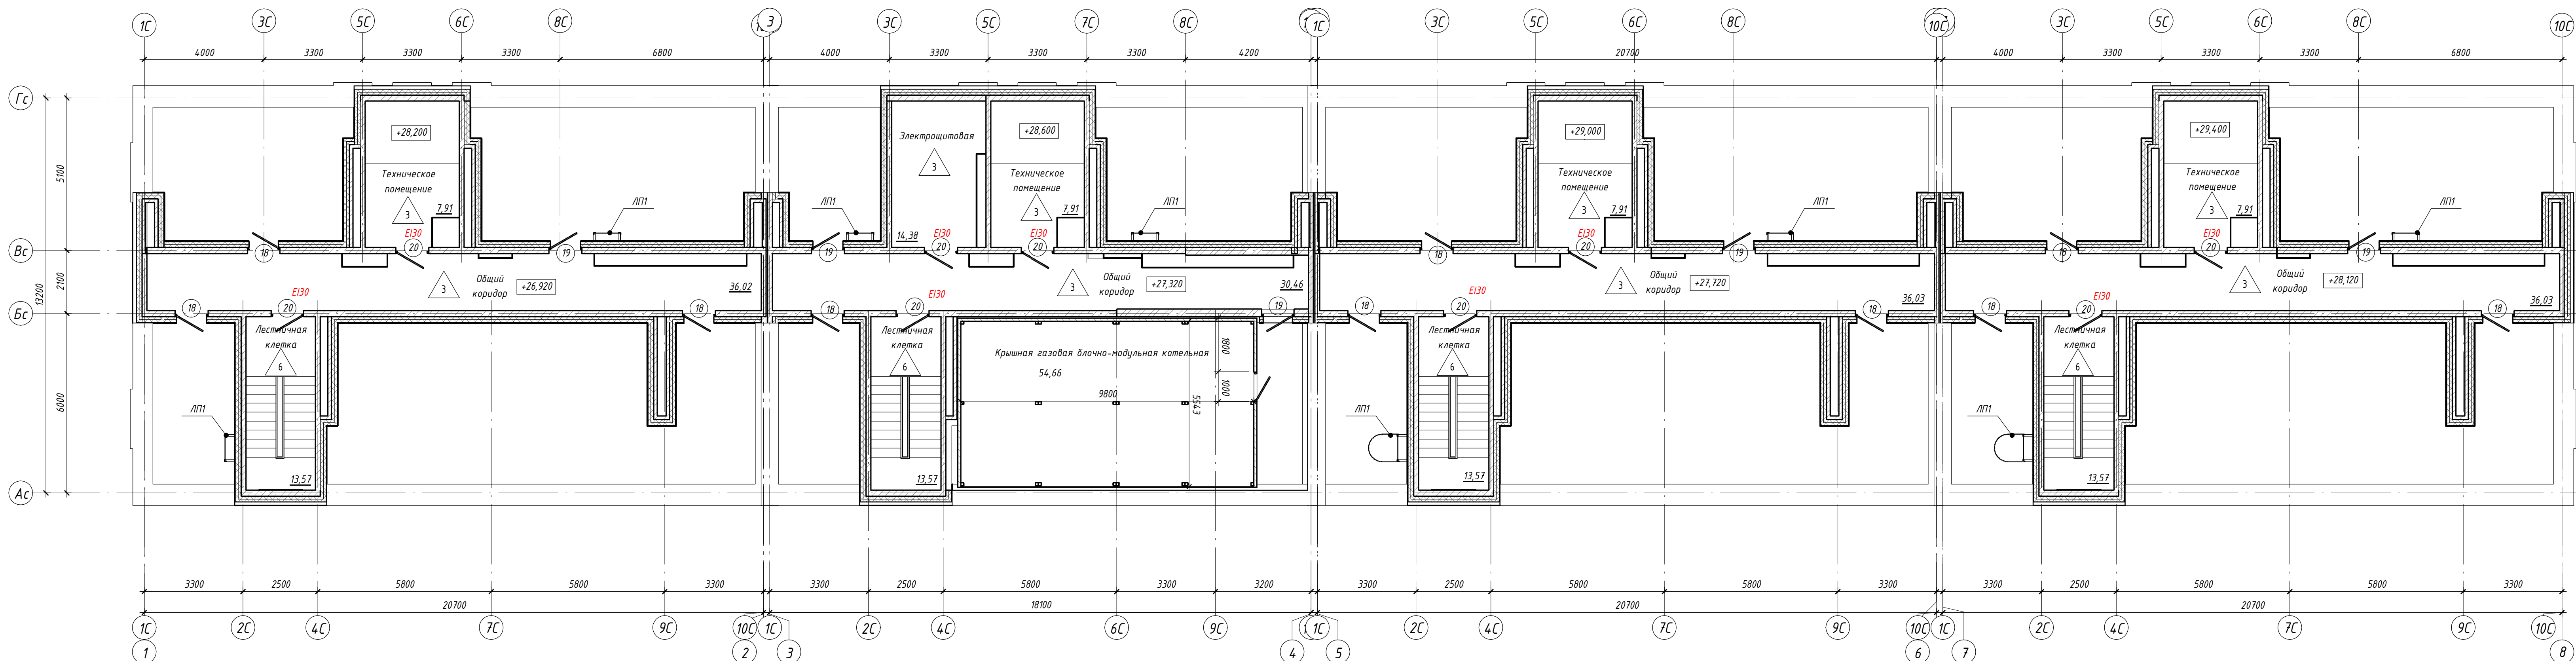 1С 3С 5С 6С 8С 3 3С 5С 7С 8С 1С 3С 5С 6С 8С 10С 3С 5С 6С 8С 10С
4000 3300 3300 3300 6800 4000 3300 3300 3300 4200 20700 4000 3300 3300 3300 6800
Гс
Вс
Бс
Ас
13200
5100
2100
6000
+28,200
Техническое
помещение
3
7,91
EI30
ЛП1
18
20
19
3
Общий
коридор
+26,920
36,02
EI30
18
20
18
Лестничная
клетка
6
ЛП1
13,57
Электрощитовая
3
+28,600
Техническое
помещение
3
7,91
ЛП1
ЛП1
14,38
EI30
EI30
19
20
20
3
Общий
коридор
+27,320
30,46
EI30
18
20
19
Лестничная
клетка
6
13,57
Крышная газовая блочно-модульная котельная
54,66
9800
1800
1000
5543
+29,000
Техническое
помещение
3
7,91
EI30
ЛП1
18
20
19
3
Общий
коридор
+27,720
36,03
EI30
18
20
18
Лестничная
клетка
6
ЛП1
13,57
+29,400
Техническое
помещение
3
7,91
EI30
ЛП1
18
20
19
3
Общий
коридор
+28,120
36,03
EI30
18
20
18
Лестничная
клетка
6
ЛП1
13,57
3300 2500 5800 5800 3300 3300 2500 5800 3300 3200 3300 2500 5800 5800 3300 3300 2500 5800 5800 3300
20700 18100 20700 20700
1С 2С 4С 7С 9С 10С 1С 2С 4С 6С 9С 1С 2С 4С 7С 9С 10С 1С 2С 4С 7С 9С 10С
1 2 3 4 5 6 7 8